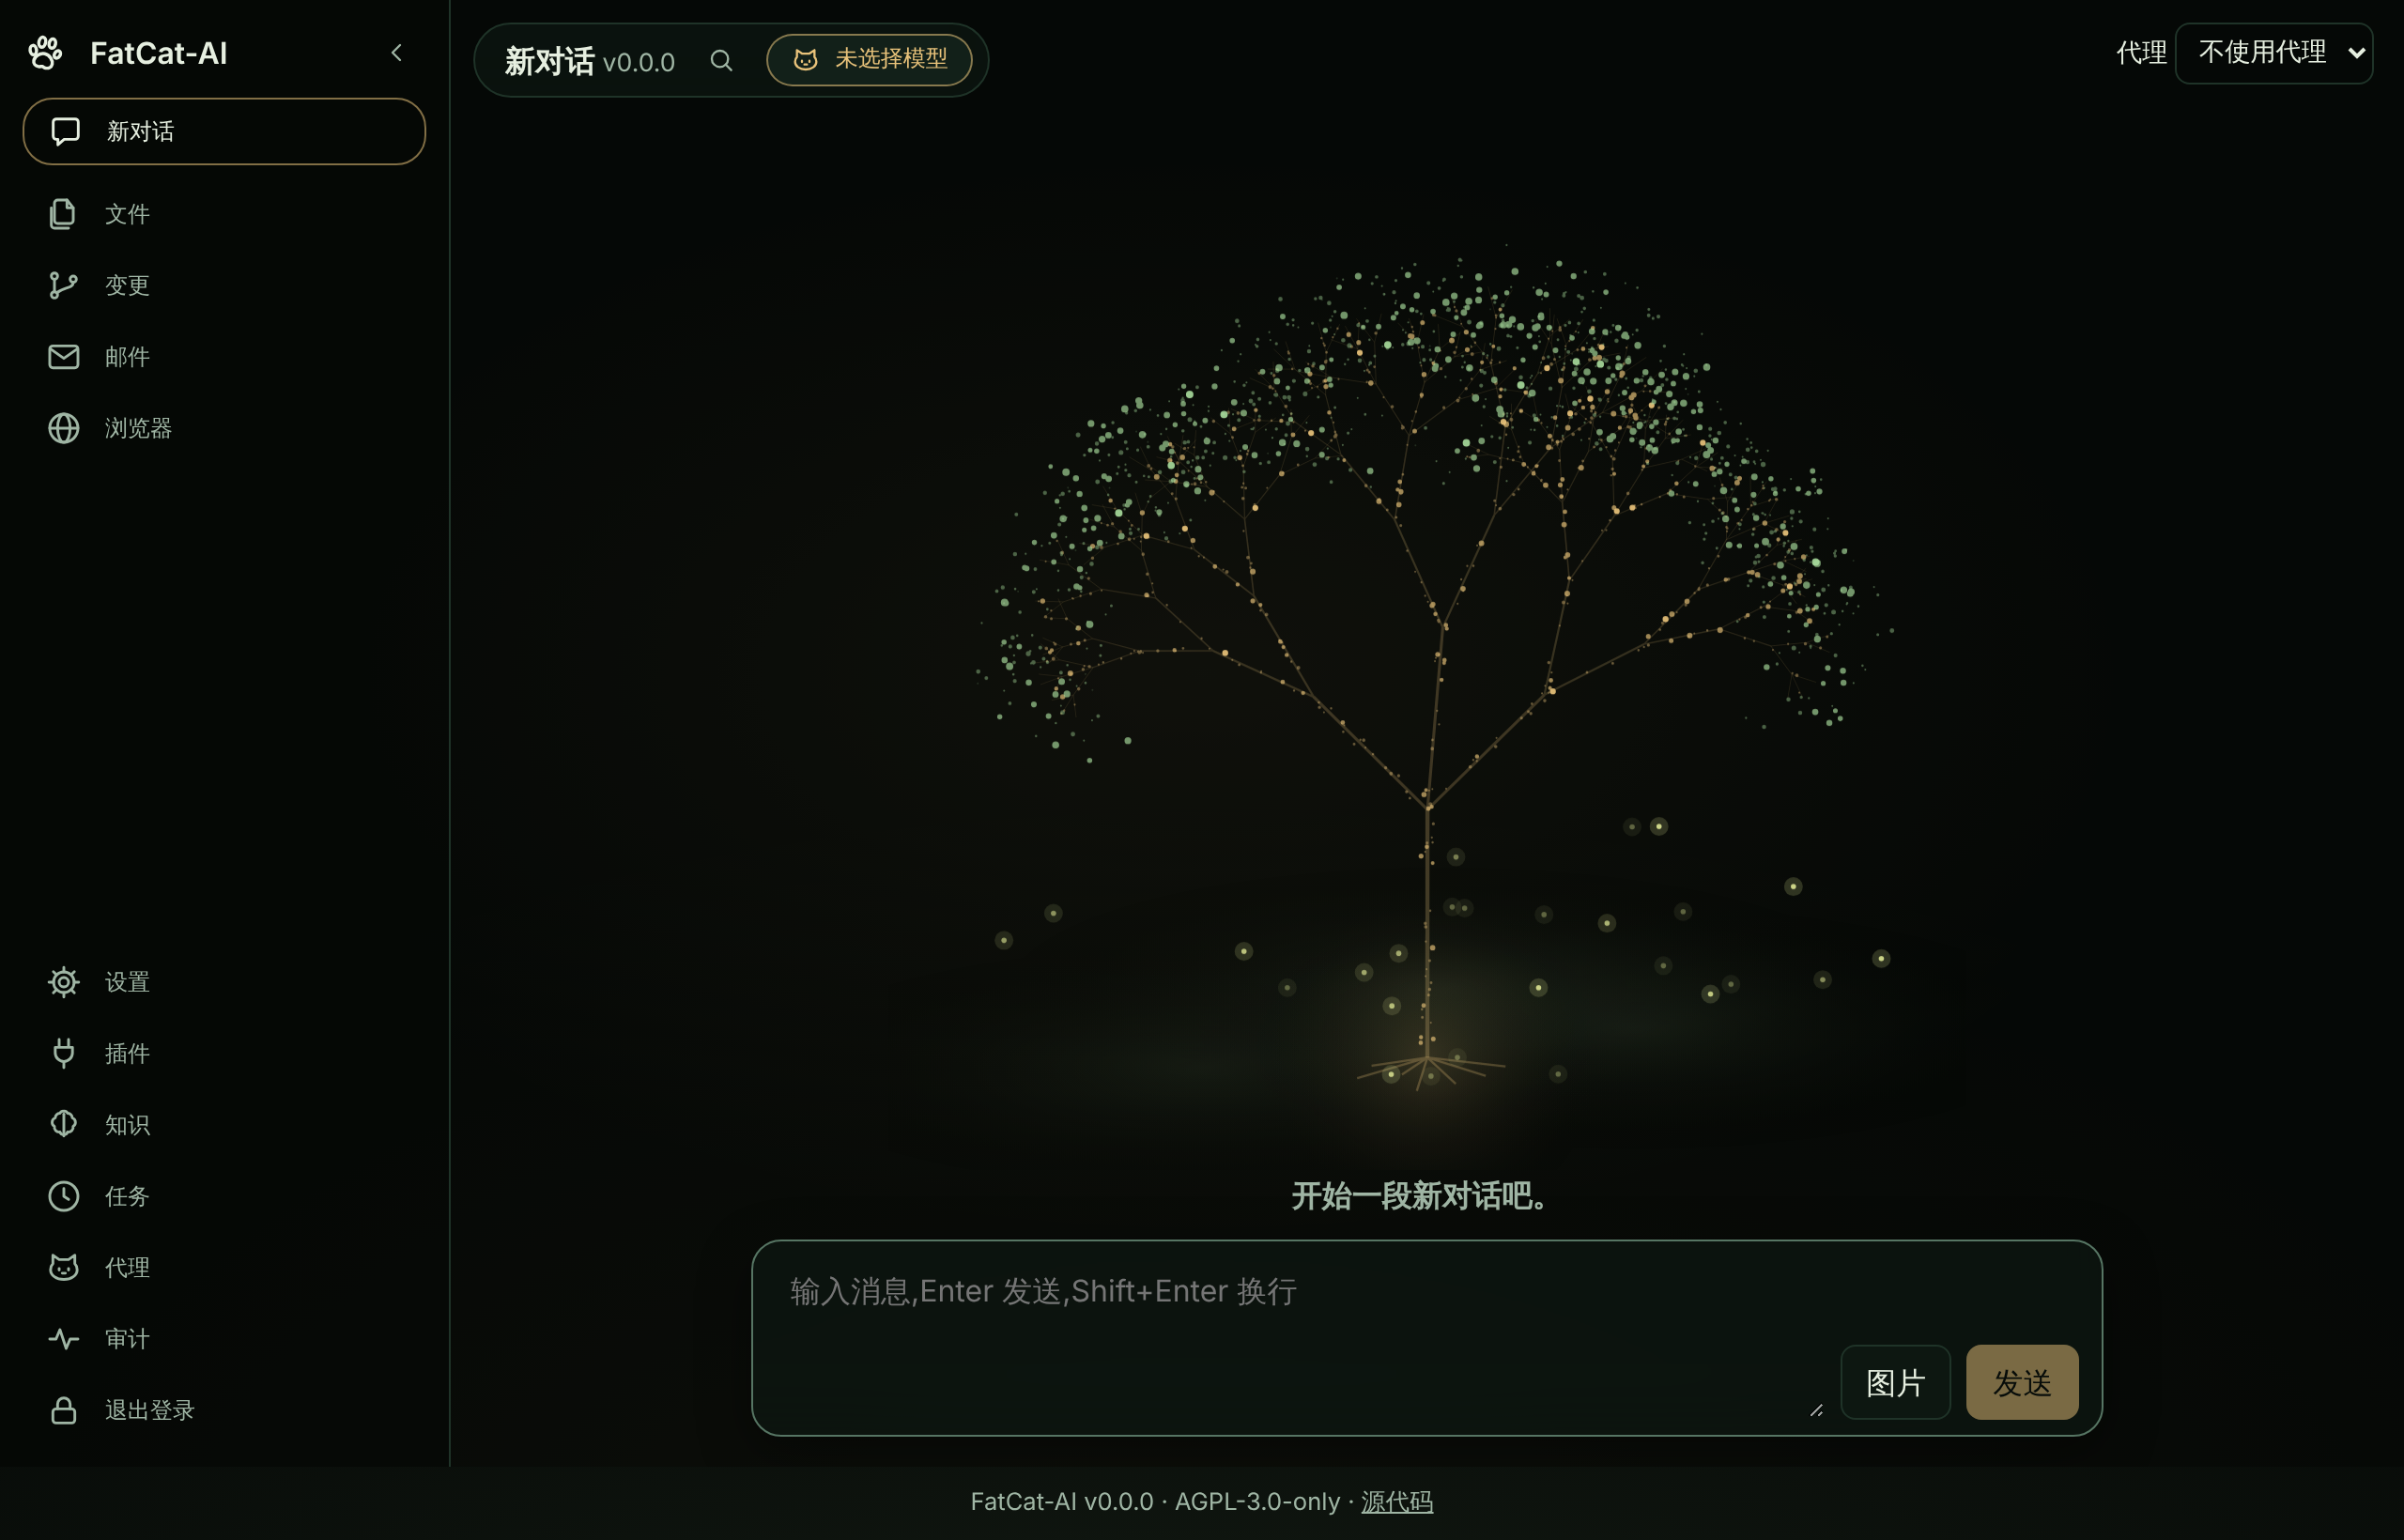 FatCat-AI
新对话
文件
变更
邮件
浏览器
设置
插件
知识
任务
代理
审计
退出登录
新对话 v0.0.0
未选择模型
代理 不使用代理
开始一段新对话吧。
输入消息,Enter 发送,Shift+Enter 换行
图片
发送
FatCat-AI v0.0.0 · AGPL-3.0-only · 源代码